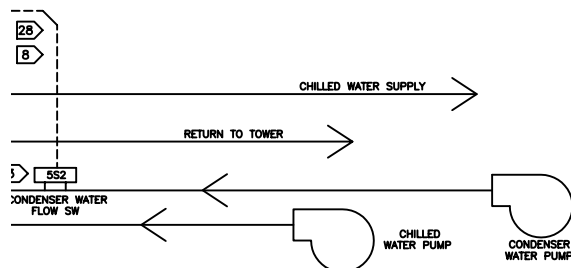 28
8
CHILLED WATER SUPPLY
RETURN TO TOWER
5S2
CONDENSER WATER
FLOW SW
CHILLED
WATER PUMP
CONDENSER
WATER PUMP